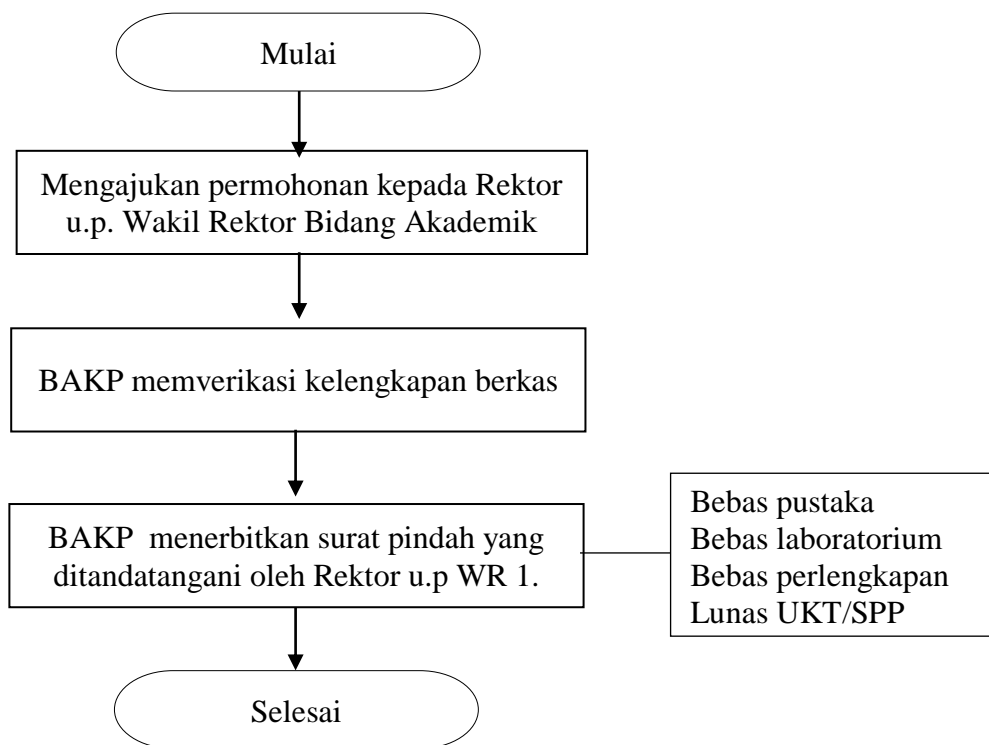 Mulai
Mengajukan permohonan kepada Rektor
u.p. Wakil Rektor Bidang Akademik
BAKP memverikasi kelengkapan berkas
BAKP menerbitkan surat pindah yang
ditandatangani oleh Rektor u.p WR 1.
Bebas pustaka
Bebas laboratorium
Bebas perlengkapan
Lunas UKT/SPP
Selesai